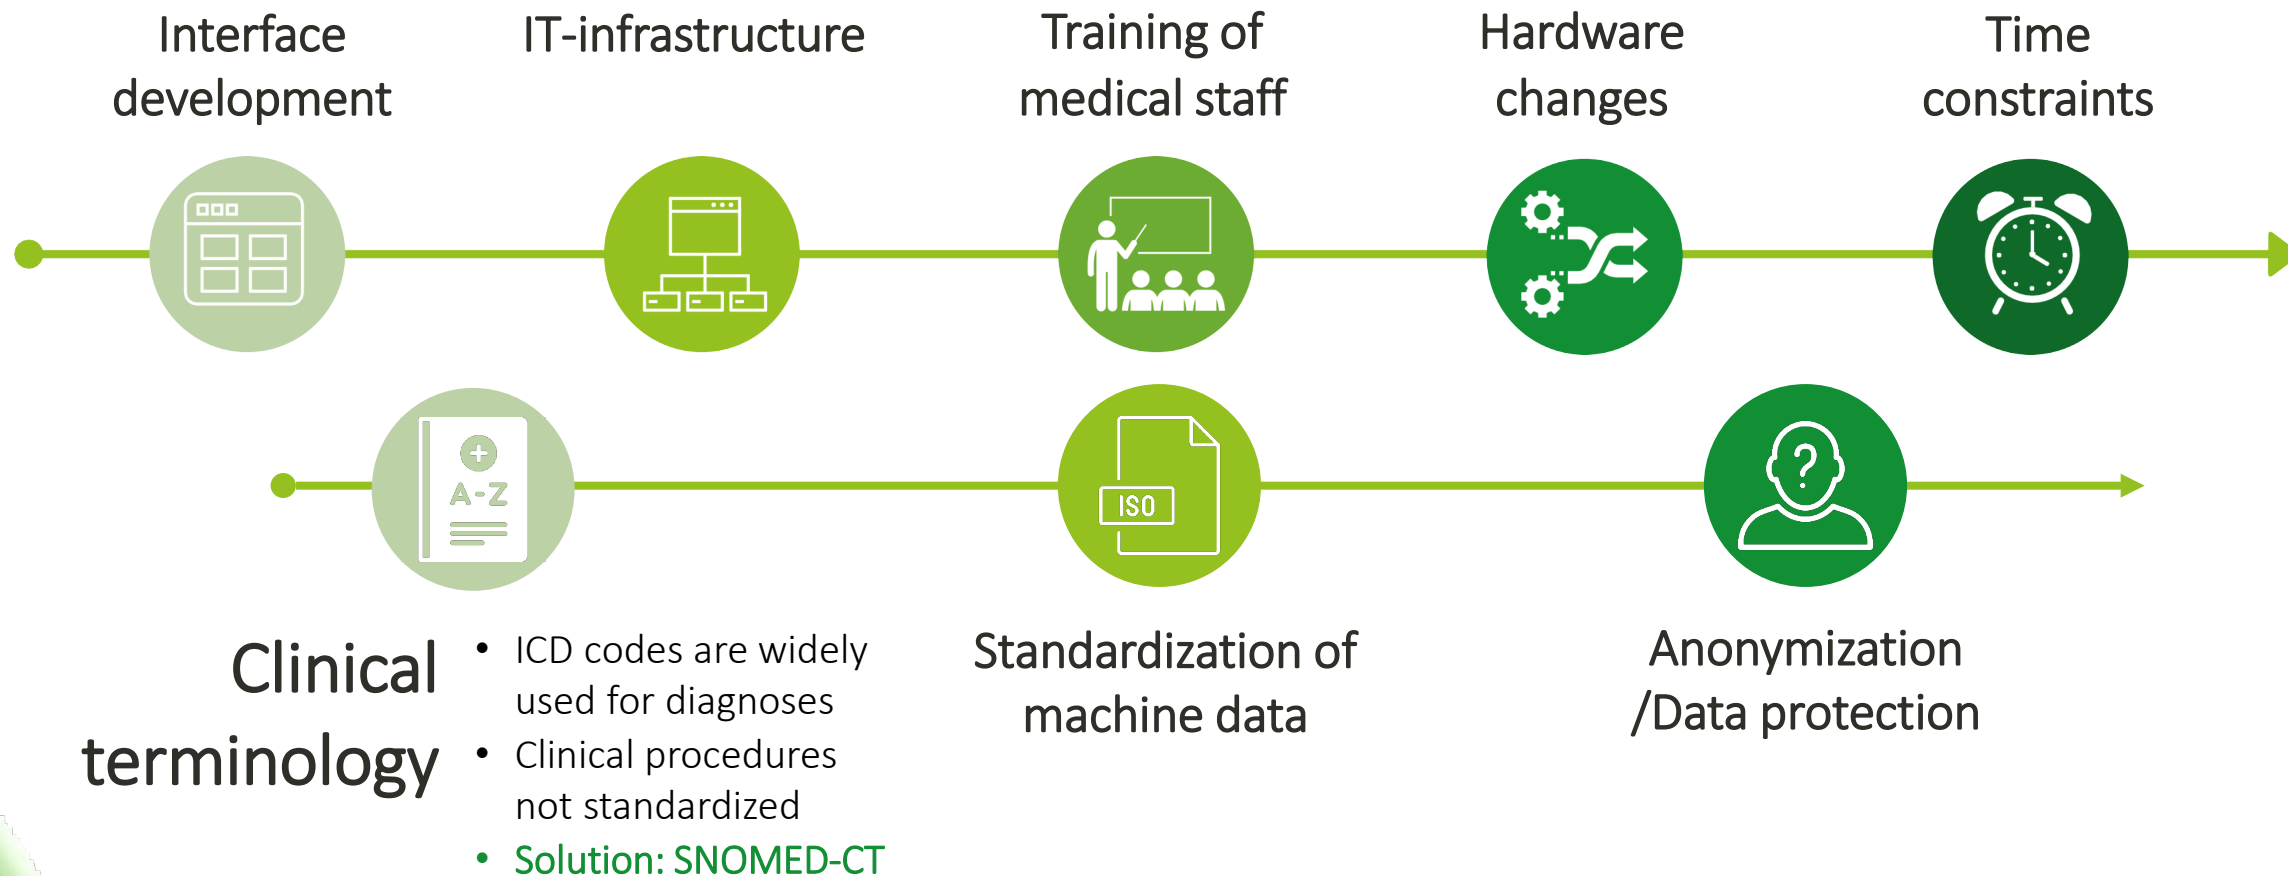 Interface
development
IT-infrastructure
Training of
medical staff
Hardware
changes
Time
constraints
A-Z
ISO
?
Clinical
terminology
• ICD codes are widely
used for diagnoses
• Clinical procedures
not standardized
• Solution: SNOMED-CT
Standardization of
machine data
Anonymization
/Data protection